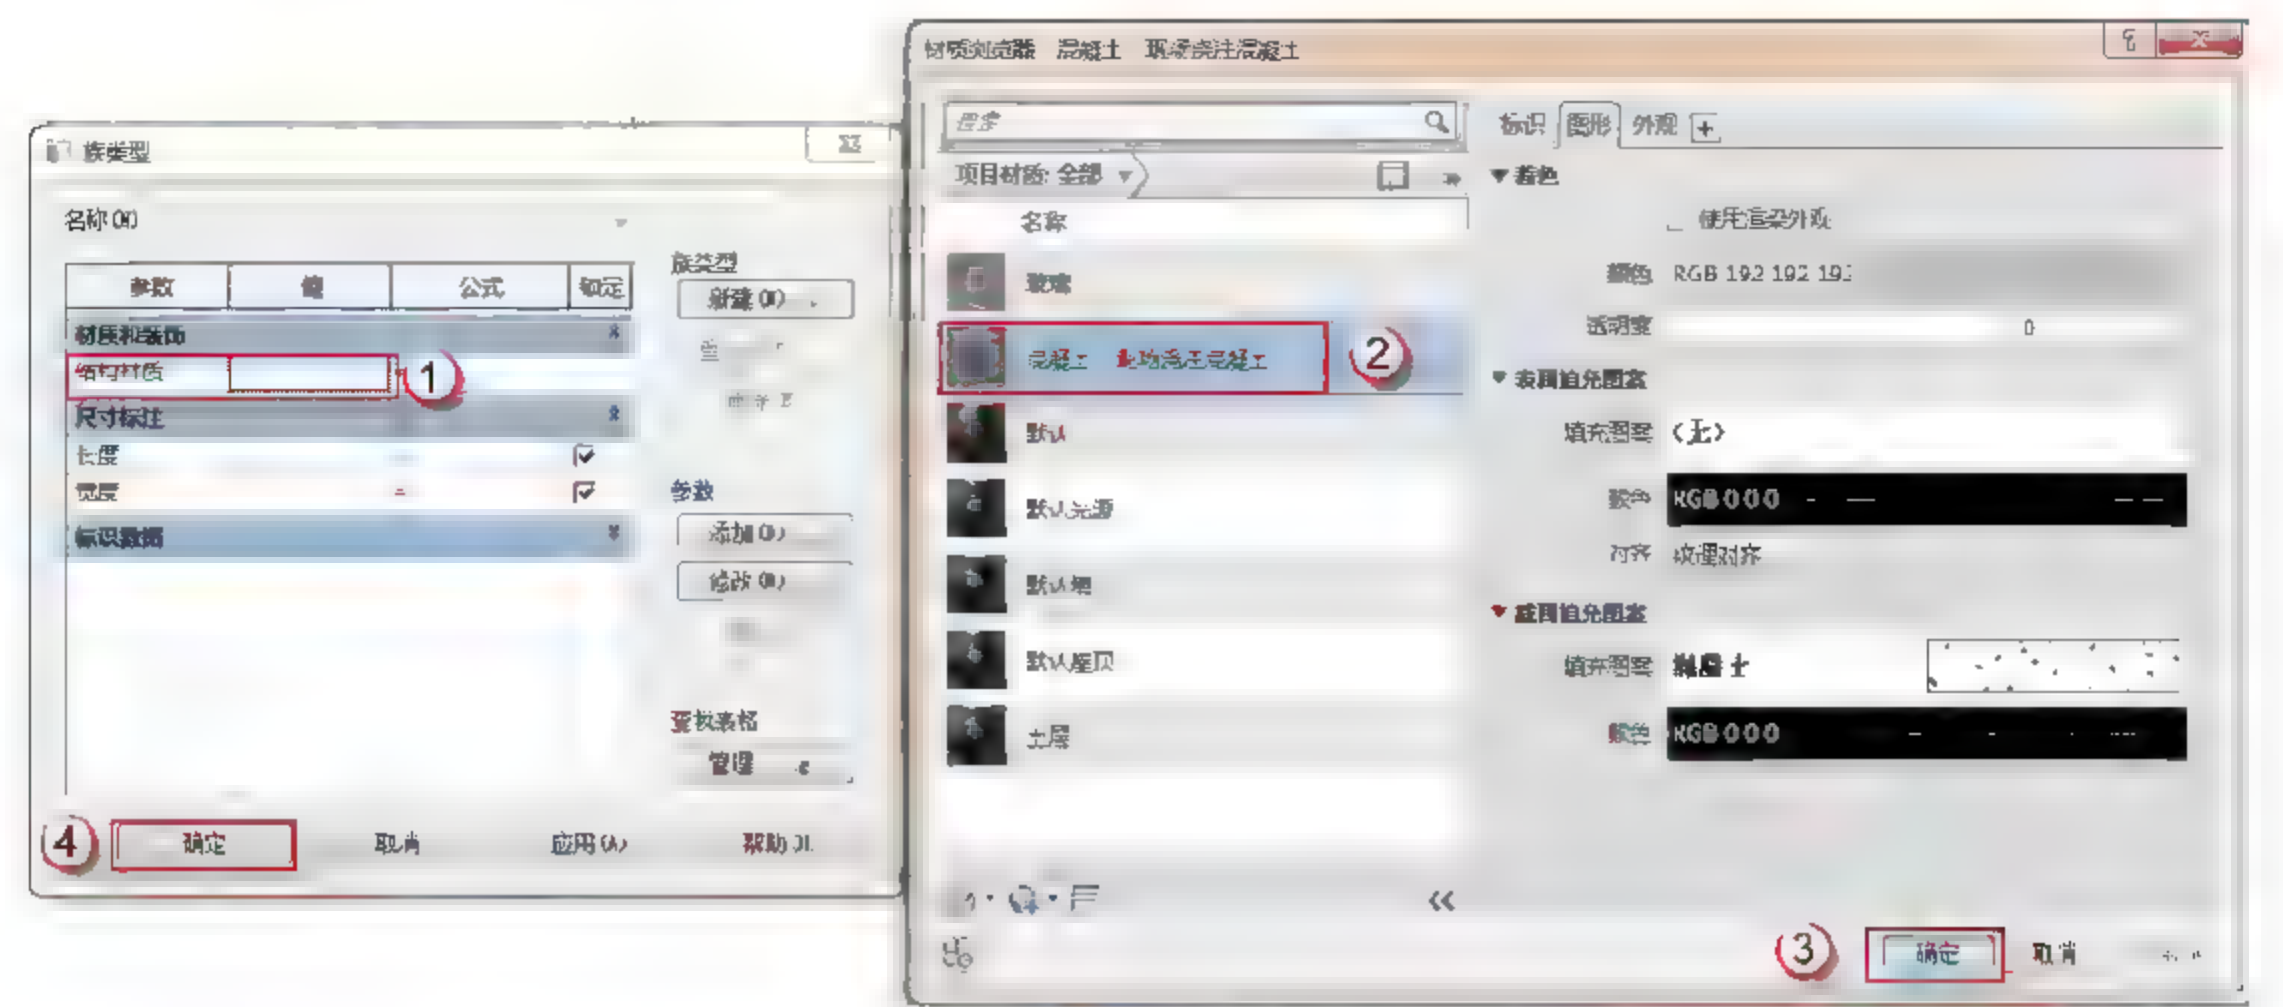 族类型
名称(N)
参数 值 公式 锁定
材质和装饰
结构材质
①
尺寸标注
长度
宽度
标识数据
族类型
新建(N)
参数
添加(D)
修改(M)
查找表格
管理
④ 确定 取消 应用(A) 帮助(H)
材质浏览器 混凝土 现场浇注混凝土
搜索
项目材质: 全部
名称
玻璃
混凝土 现场浇注混凝土 ②
默认
默认光源
默认墙
默认屋顶
土层
标识 图形 外观
着色
使用渲染外观
颜色 RGB 192 192 192
透明度 0
表面填充图案
填充图案 <无>
颜色 RGB 0 0 0
对齐 纹理对齐
截面填充图案
填充图案 混凝土
颜色 RGB 0 0 0
③ 确定 取消